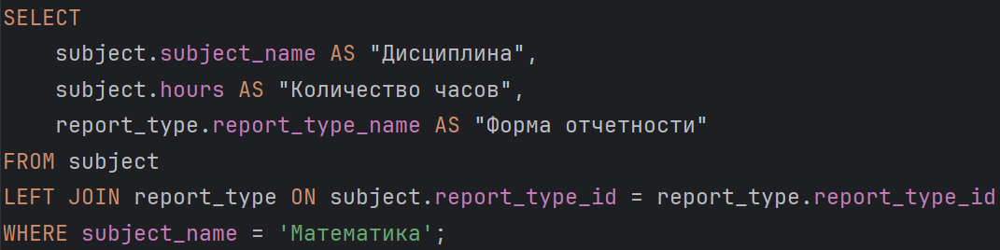 SELECT
    subject.subject_name AS "Дисциплина",
    subject.hours AS "Количество часов",
    report_type.report_type_name AS "Форма отчетности"
FROM subject
LEFT JOIN report_type ON subject.report_type_id = report_type.report_type_id
WHERE subject_name = 'Математика';